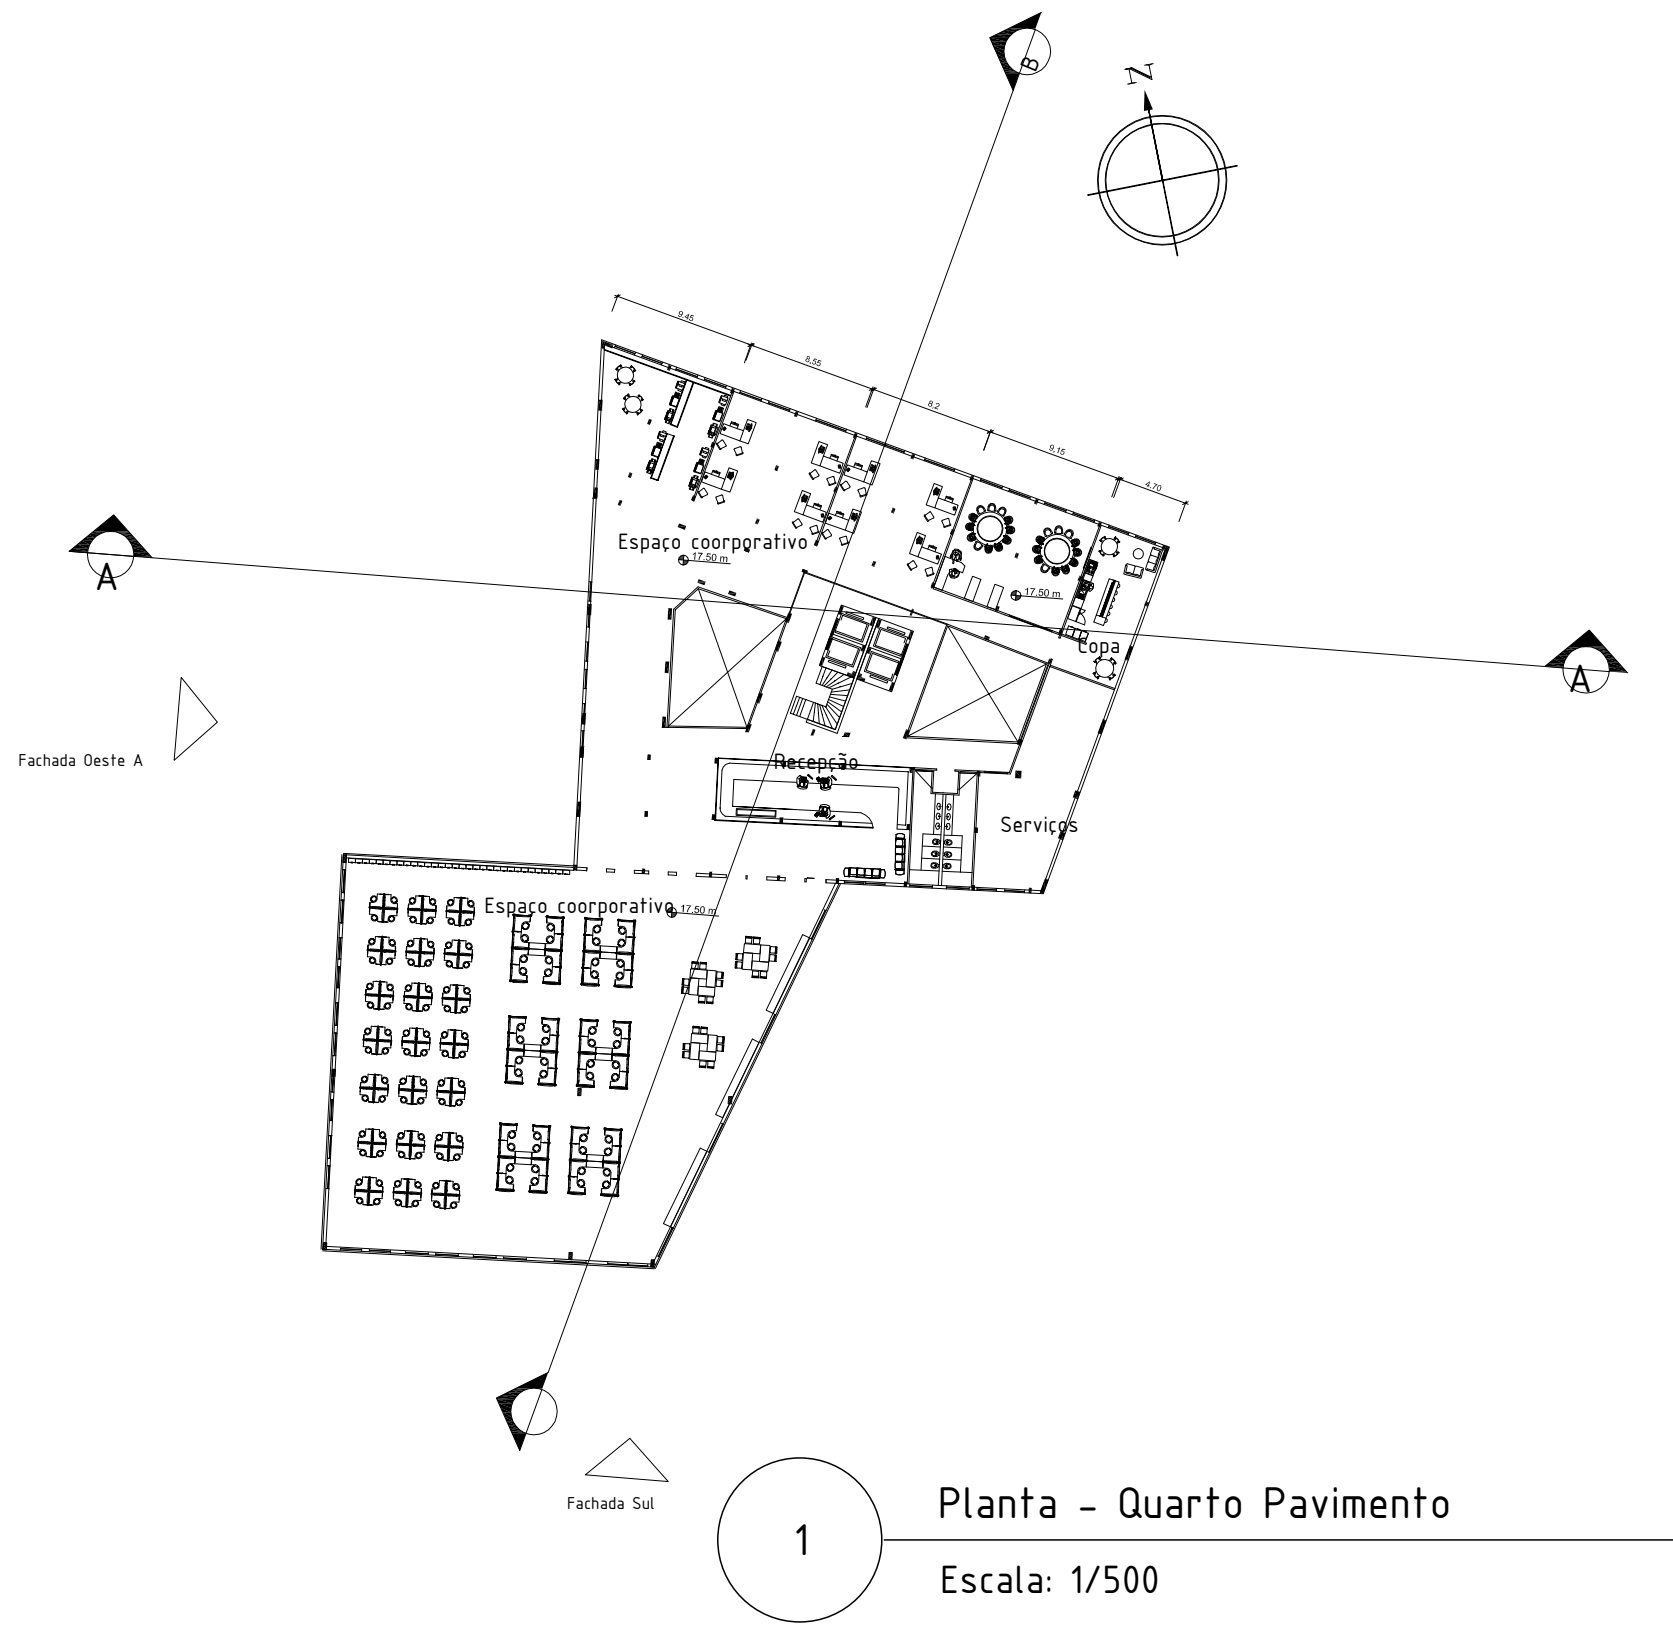 B
N
9.45
8,55
8,2
9,15
4,70
Espaço coorporativo
17.50 m
17.50 m
A
Copa
A
Fachada Oeste A
Recepção
Serviços
Espaço coorporativo
17.50 m
Fachada Sul
1
Planta - Quarto Pavimento
Escala: 1/500